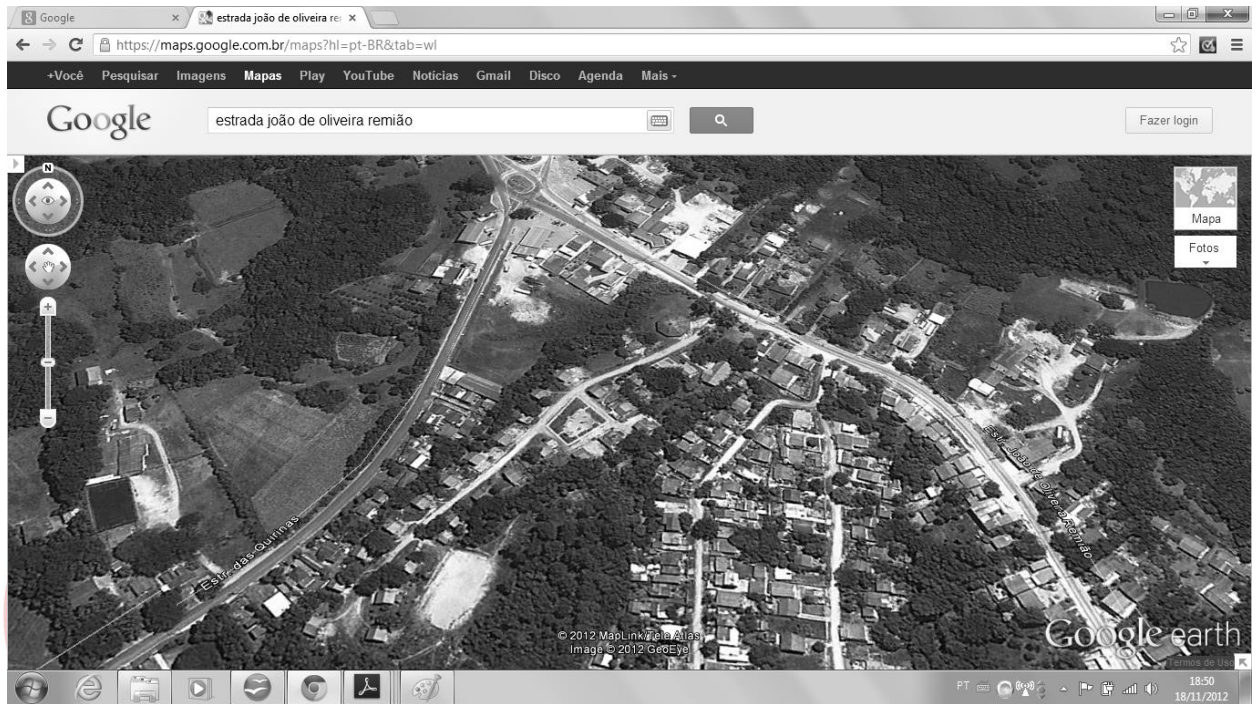 Google
estrada joão de oliveira rei
https://maps.google.com.br/maps?hl=pt-BR&tab=wl
+Você Pesquisar Imagens Mapas Play YouTube Notícias Gmail Disco Agenda Mais
Google
estrada joão de oliveira remião
Fazer login
N
Mapa
Fotos
Estr. João de Oliveira Remião
Estr. das Quirinas
© 2012 MapLink/Tele Atlas
Image © 2012 GeoEye
Google earth
Termos de Uso
PT
18:50
18/11/2012